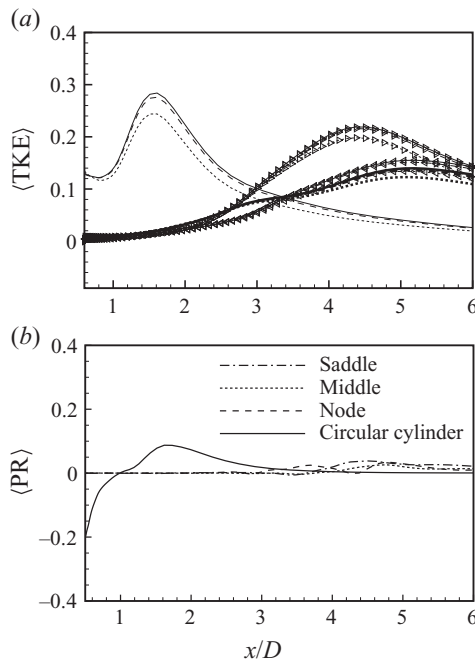 (a)
0.4
0.3
0.2
0.1
0
⟨TKE⟩
1 2 3 4 5 6
(b)
0.4
0.2
0
−0.2
−0.4
⟨PR⟩
Saddle
Middle
Node
Circular cylinder
1 2 3 4 5 6
x/D